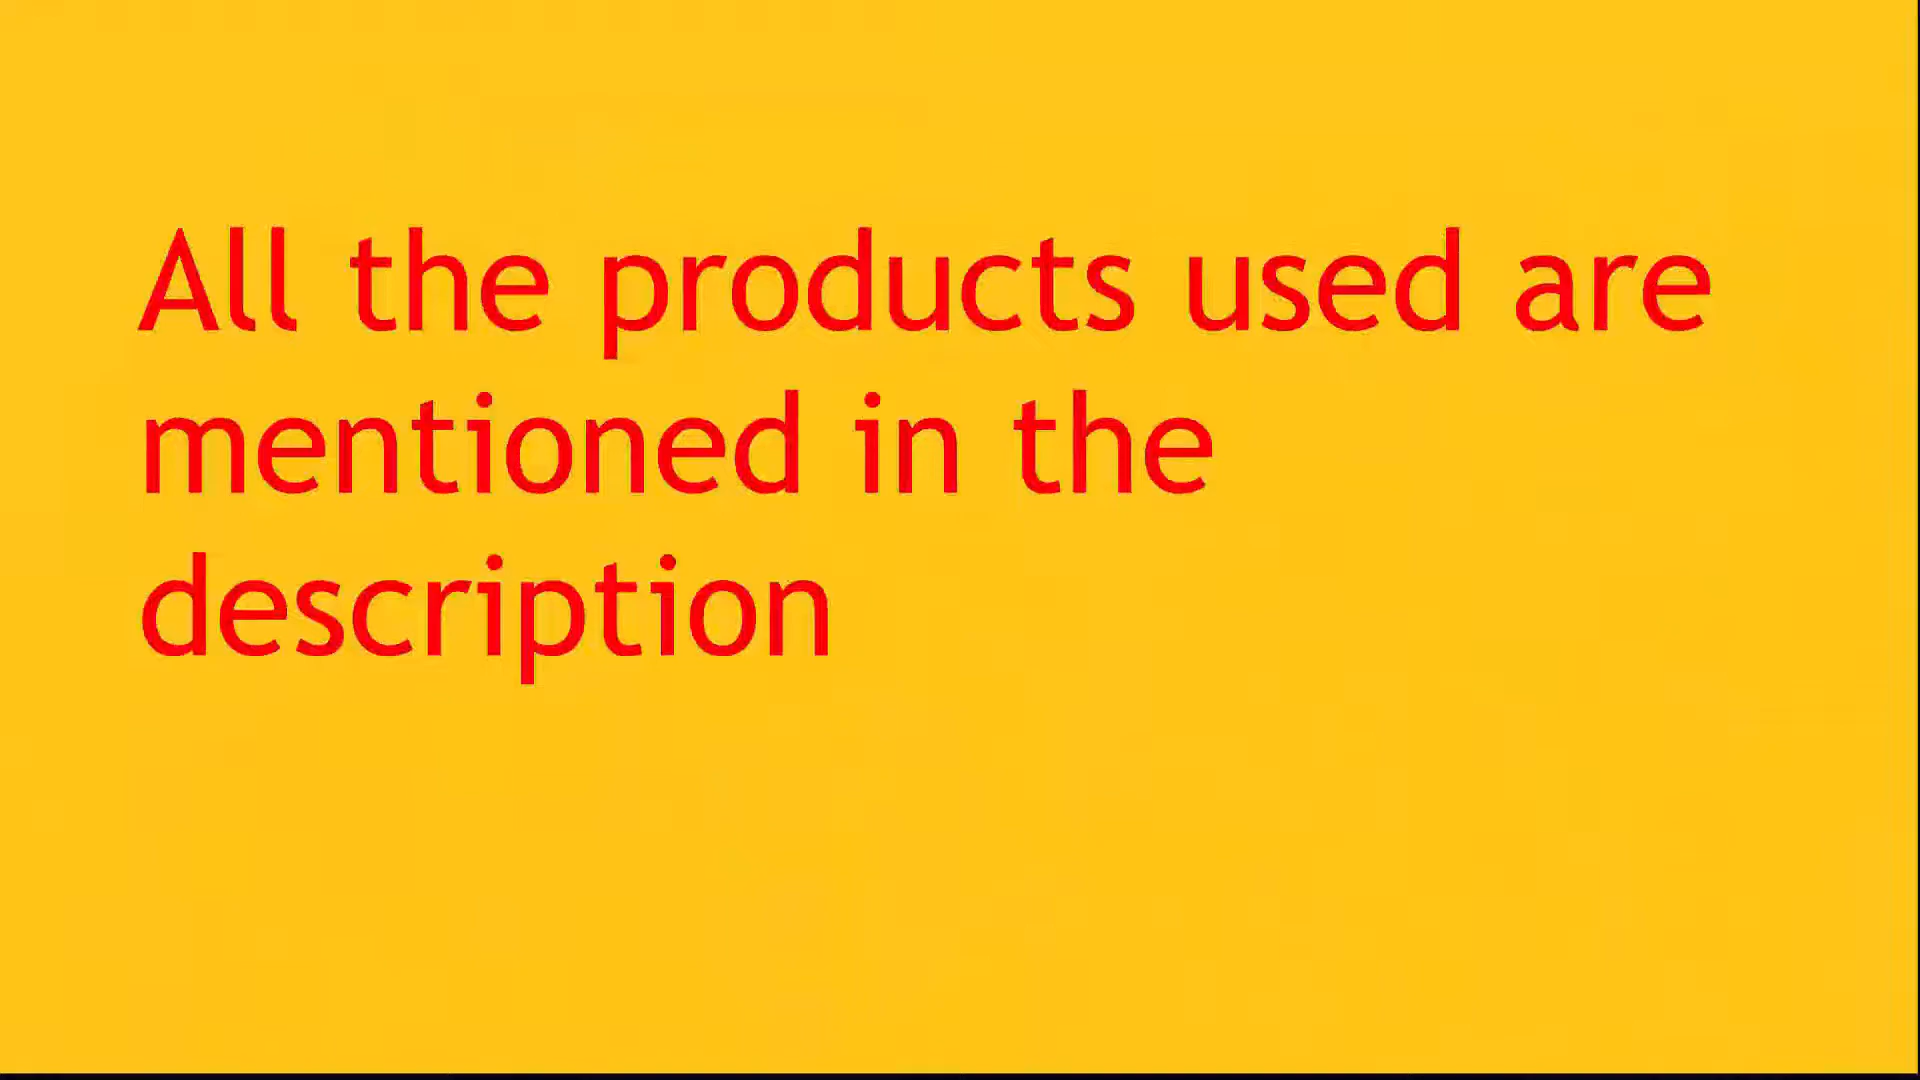 All the products used are
mentioned in the
description